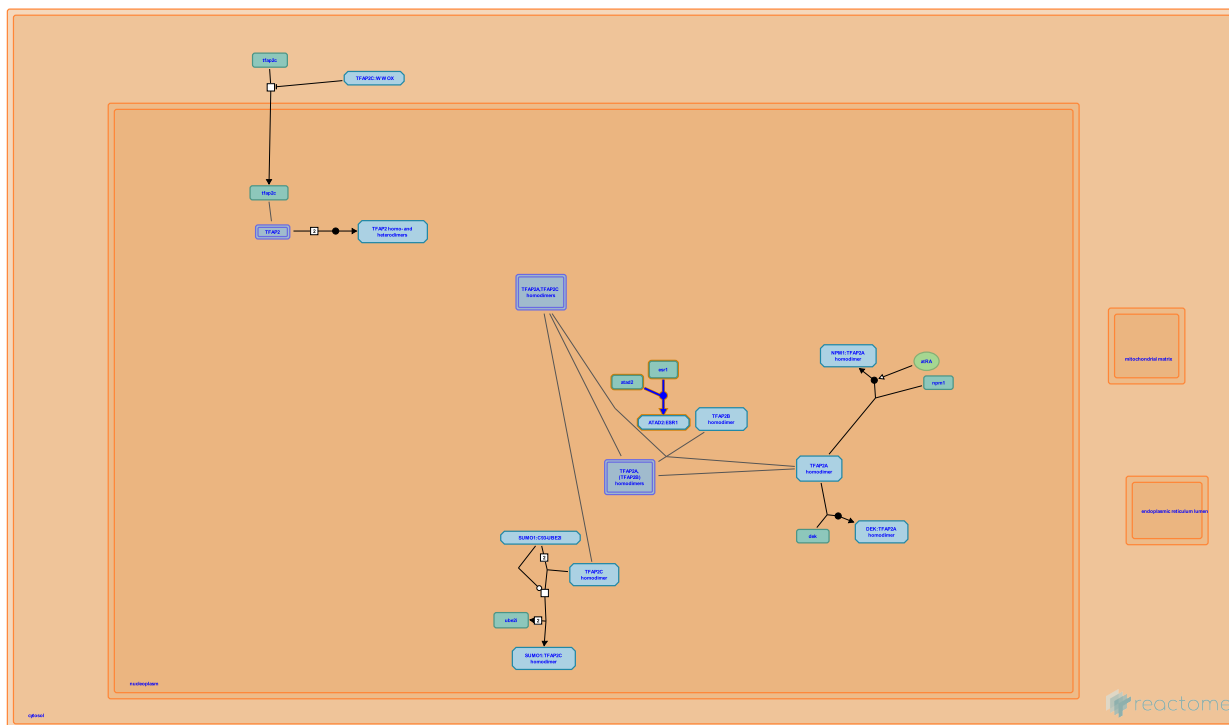 tfap2c
TFAP2C:WWOX
tfap2c
TFAP2
2
TFAP2 homo- and
heterodimers
TFAP2A,TFAP2C
homodimers
esr1
atad2
ATAD2:ESR1
TFAP2B
homodimer
NPM1:TFAP2A
homodimer
atRA
npm1
mitochondrial matrix
TFAP2A,
(TFAP2B)
homodimers
TFAP2A
homodimer
endoplasmic reticulum lumen
dek
DEK:TFAP2A
homodimer
SUMO1:C93-UBE2I
2
TFAP2C
homodimer
ube2i
2
SUMO1:TFAP2C
homodimer
nucleoplasm
cytosol
reactome